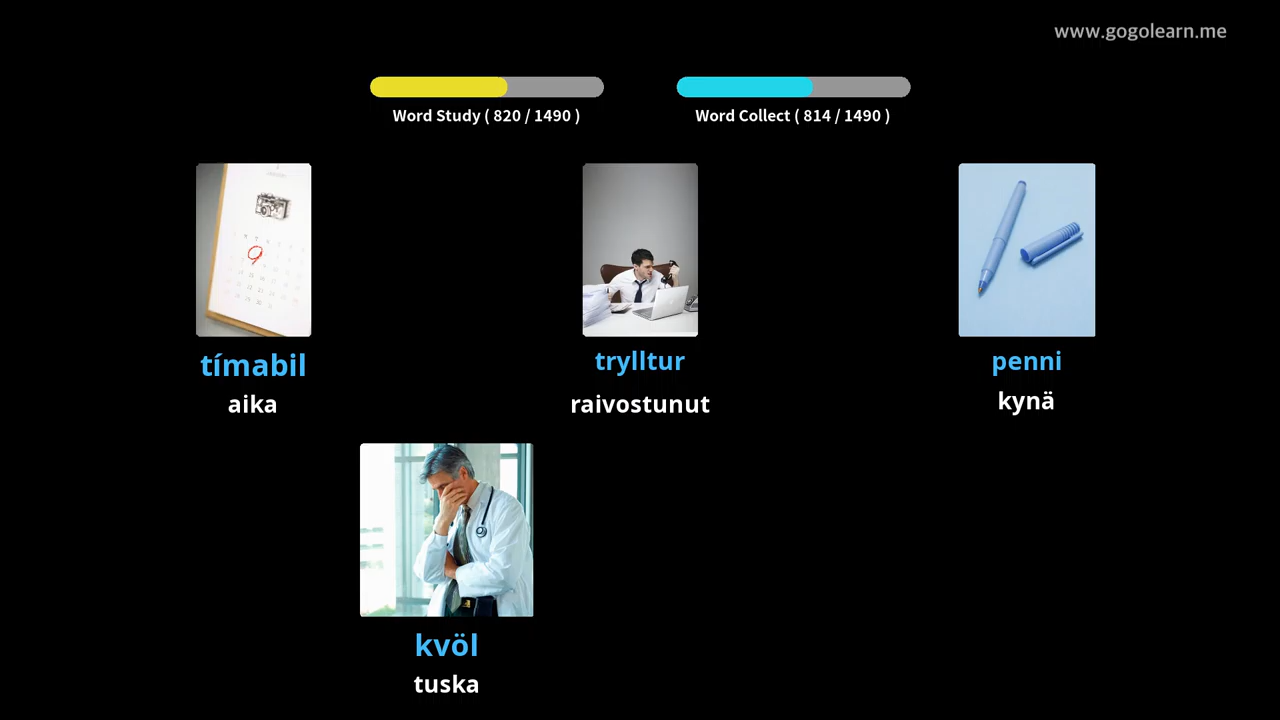 www.gogolearn.me
Word Study ( 820 / 1490 )
Word Collect ( 814 / 1490 )
tímabil
aika
trylltur
raivostunut
penni
kynä
kvöl
tuska